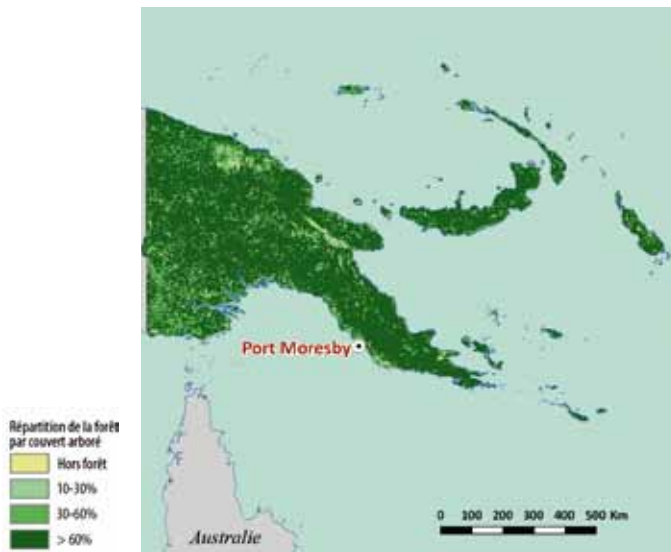 Port Moresby
Répartition de la forêt
par couvert arboré
Hors forêt
10-30%
30-60%
> 60%
Australie
0 100 200 300 400 500 Km